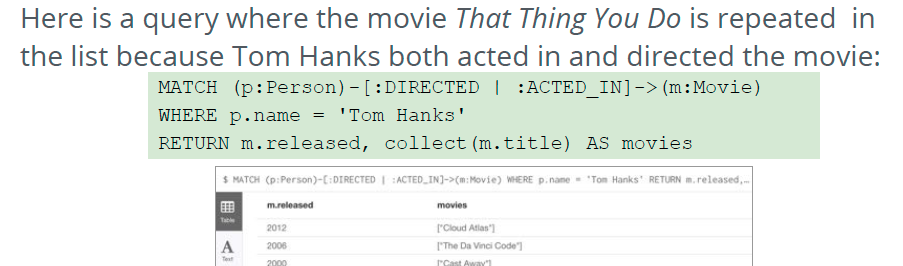 Here is a query where the movie That Thing You Do is repeated in
the list because Tom Hanks both acted in and directed the movie:
MATCH (p:Person)-[:DIRECTED | :ACTED_IN]->(m:Movie)
WHERE p.name = 'Tom Hanks'
RETURN m.released, collect(m.title) AS movies
$ MATCH (p:Person)-[:DIRECTED | :ACTED_IN]->(m:Movie) WHERE p.name = 'Tom Hanks' RETURN m.released,…
m.released movies
Table
2012 ["Cloud Atlas"]
A 2006 ["The Da Vinci Code"]
Text
2000 ["Cast Away"]